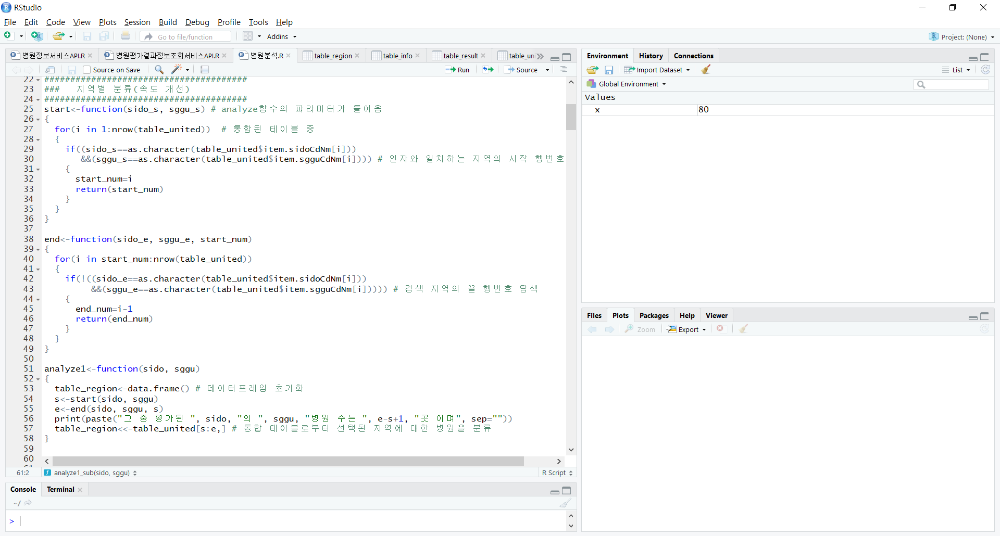 RStudio
File Edit Code View Plots Session Build Debug Profile Tools Help
Go to file/function Addins Project: (None)
병원정보서비스API.R 병원평가결과정보조회서비스API.R 병원분석.R table_region table_info table_result table_un
Source on Save Run Source
22 #######################################
23 ###   지역별 분류(속도 개선)
24 #######################################
25 start<-function(sido_s, sggu_s) # analyze함수의 파라미터가 들어옴
26 {
27   for(i in 1:nrow(table_united))  # 통합된 테이블 중
28   {
29     if((sido_s==as.character(table_united$item.sidoCdNm[i]))
30        &&(sggu_s==as.character(table_united$item.sgguCdNm[i]))) # 인자와 일치하는 지역의 시작 행번호
31     {
32       start_num=i
33       return(start_num)
34     }
35   }
36 }
37
38 end<-function(sido_e, sggu_e, start_num)
39 {
40   for(i in start_num:nrow(table_united))
41   {
42     if(!((sido_e==as.character(table_united$item.sidoCdNm[i]))
43          &&(sggu_e==as.character(table_united$item.sgguCdNm[i])))) # 검색 지역의 끝 행번호 탐색
44     {
45       end_num=i-1
46       return(end_num)
47     }
48   }
49 }
50
51 analyze1<-function(sido, sggu)
52 {
53   table_region<-data.frame() # 데이터프레임 초기화
54   s<-start(sido, sggu)
55   e<-end(sido, sggu, s)
56   print(paste("그 중 평가된 ", sido, "의 ", sggu, "병원 수는 ", e-s+1, "곳 이며", sep=""))
57   table_region<<-table_united[s:e,] # 통합 테이블로부터 선택된 지역에 대한 병원을 분류
58 }
59
60
61:2 analyze1_sub(sido, sggu) R Script
Console Terminal
~/
>
Environment History Connections
Import Dataset List
Global Environment
Values
x 80
Files Plots Packages Help Viewer
Zoom Export